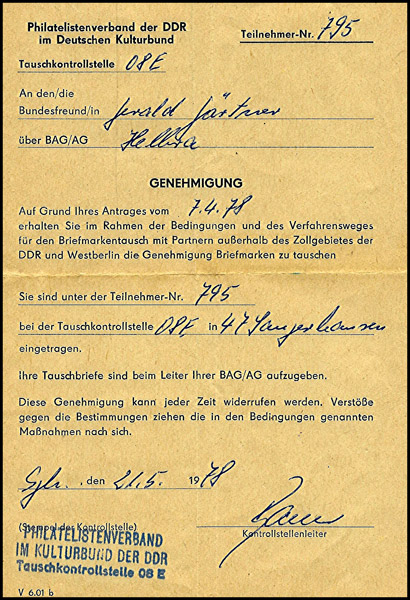 Philatelistenverband der DDR
im Deutschen Kulturbund
Teilnehmer-Nr. 795
Tauschkontrollstelle 08E
An den/die
Bundesfreund/in Gerald Gärtner
über BAG/AG Helbra
GENEHMIGUNG
Auf Grund Ihres Antrages vom 7.4.78
erhalten Sie im Rahmen der Bedingungen und des Verfahrensweges
für den Briefmarkentausch mit Partnern außerhalb des Zollgebietes der
DDR und Westberlin die Genehmigung Briefmarken zu tauschen
Sie sind unter der Teilnehmer-Nr. 795
bei der Tauschkontrollstelle 08E in 47 Sangerhausen
eingetragen.
Ihre Tauschbriefe sind beim Leiter Ihrer BAG/AG aufzugeben.
Diese Genehmigung kann jeder Zeit widerrufen werden. Verstöße
gegen die Bestimmungen ziehen die in den Bedingungen genannten
Maßnahmen nach sich.
, den 21.5. 1978
(Stempel der Kontrollstelle)
Kontrollstellenleiter
PHILATELISTENVERBAND
IM KULTURBUND DER DDR
Tauschkontrollstelle 08 E
V 6.01 b